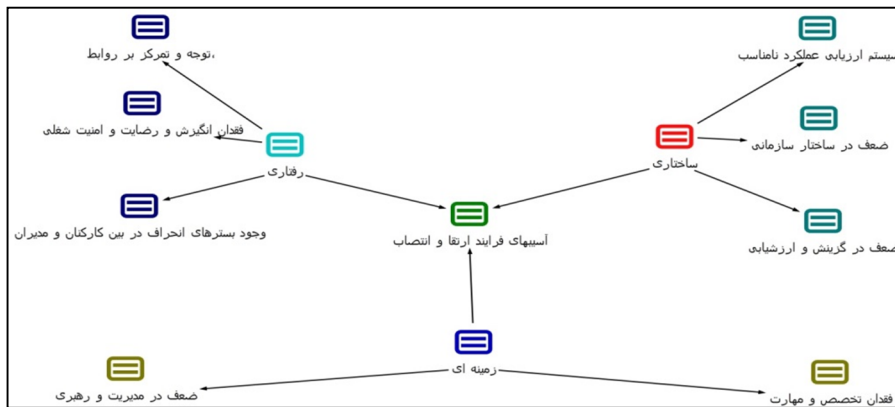 سیستم ارزیابی عملکرد نامناسب
توجه و تمرکز بر روابط،
ضعف در ساختار سازمانی
فقدان انگیزش و رضایت و امنیت شغلی
ساختاری
رفتاری
ضعف در گزینش و ارزشیابی
آسیبهای فرایند ارتقا و انتصاب
وجود بسترهای انحراف در بین کارکنان و مدیران
زمینه ای
فقدان تخصص و مهارت
ضعف در مدیریت و رهبری